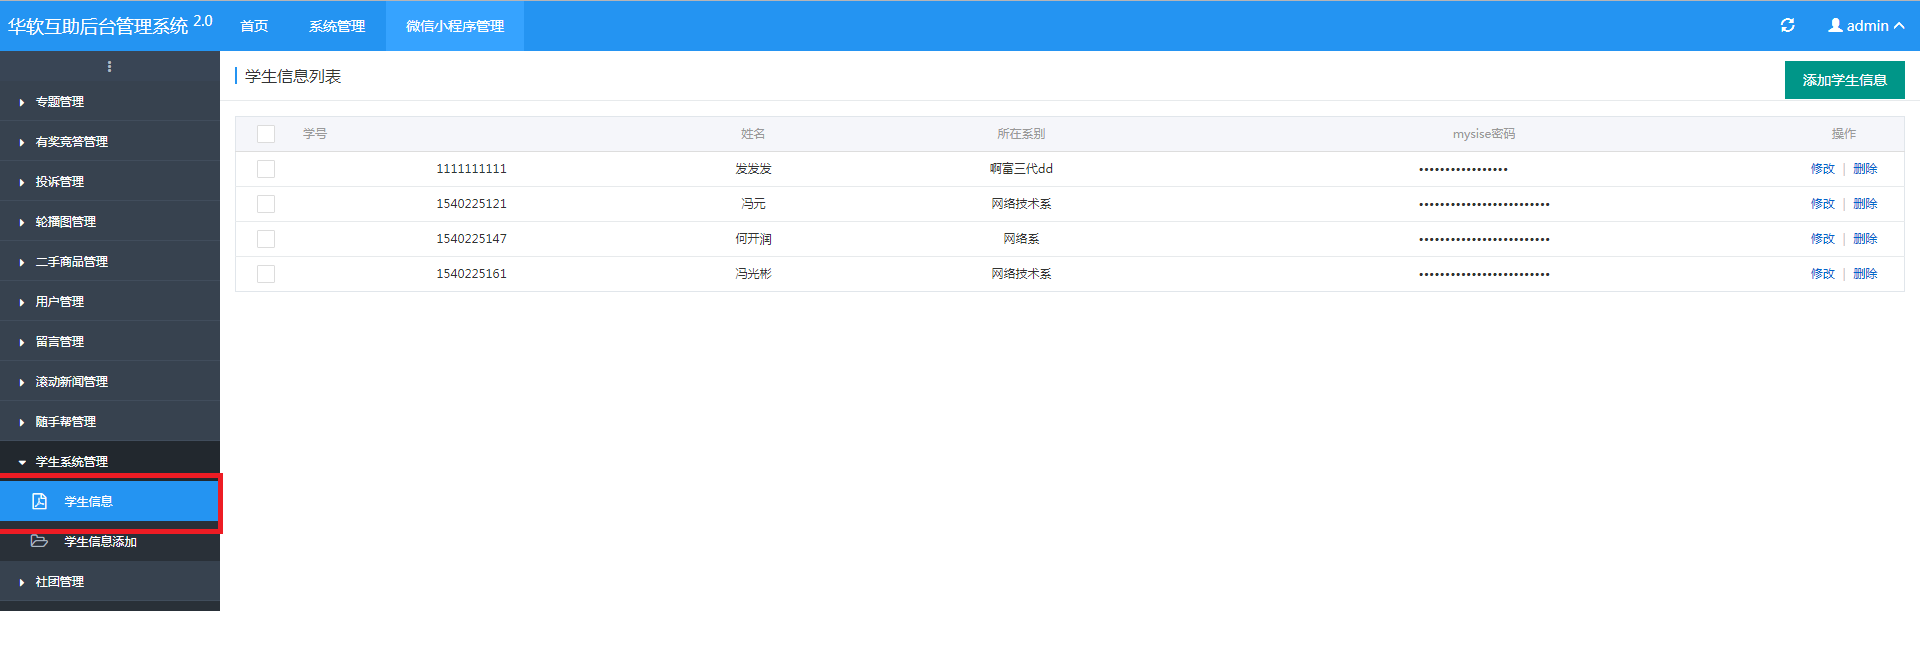 华软互助后台管理系统 2.0 首页 系统管理 微信小程序管理 admin
专题管理
有奖竞答管理
投诉管理
轮播图管理
二手商品管理
用户管理
留言管理
滚动新闻管理
随手帮管理
学生系统管理
学生信息
学生信息添加
社团管理
学生信息列表 添加学生信息
学号 姓名 所在系别 mysise密码 操作
1111111111 发发发 啊富三代dd •••••••••••••••••• 修改 | 删除
1540225121 冯元 网络技术系 ••••••••••••••••••••••••• 修改 | 删除
1540225147 何开润 网络系 ••••••••••••••••••••••••• 修改 | 删除
1540225161 冯光彬 网络技术系 ••••••••••••••••••••••••• 修改 | 删除